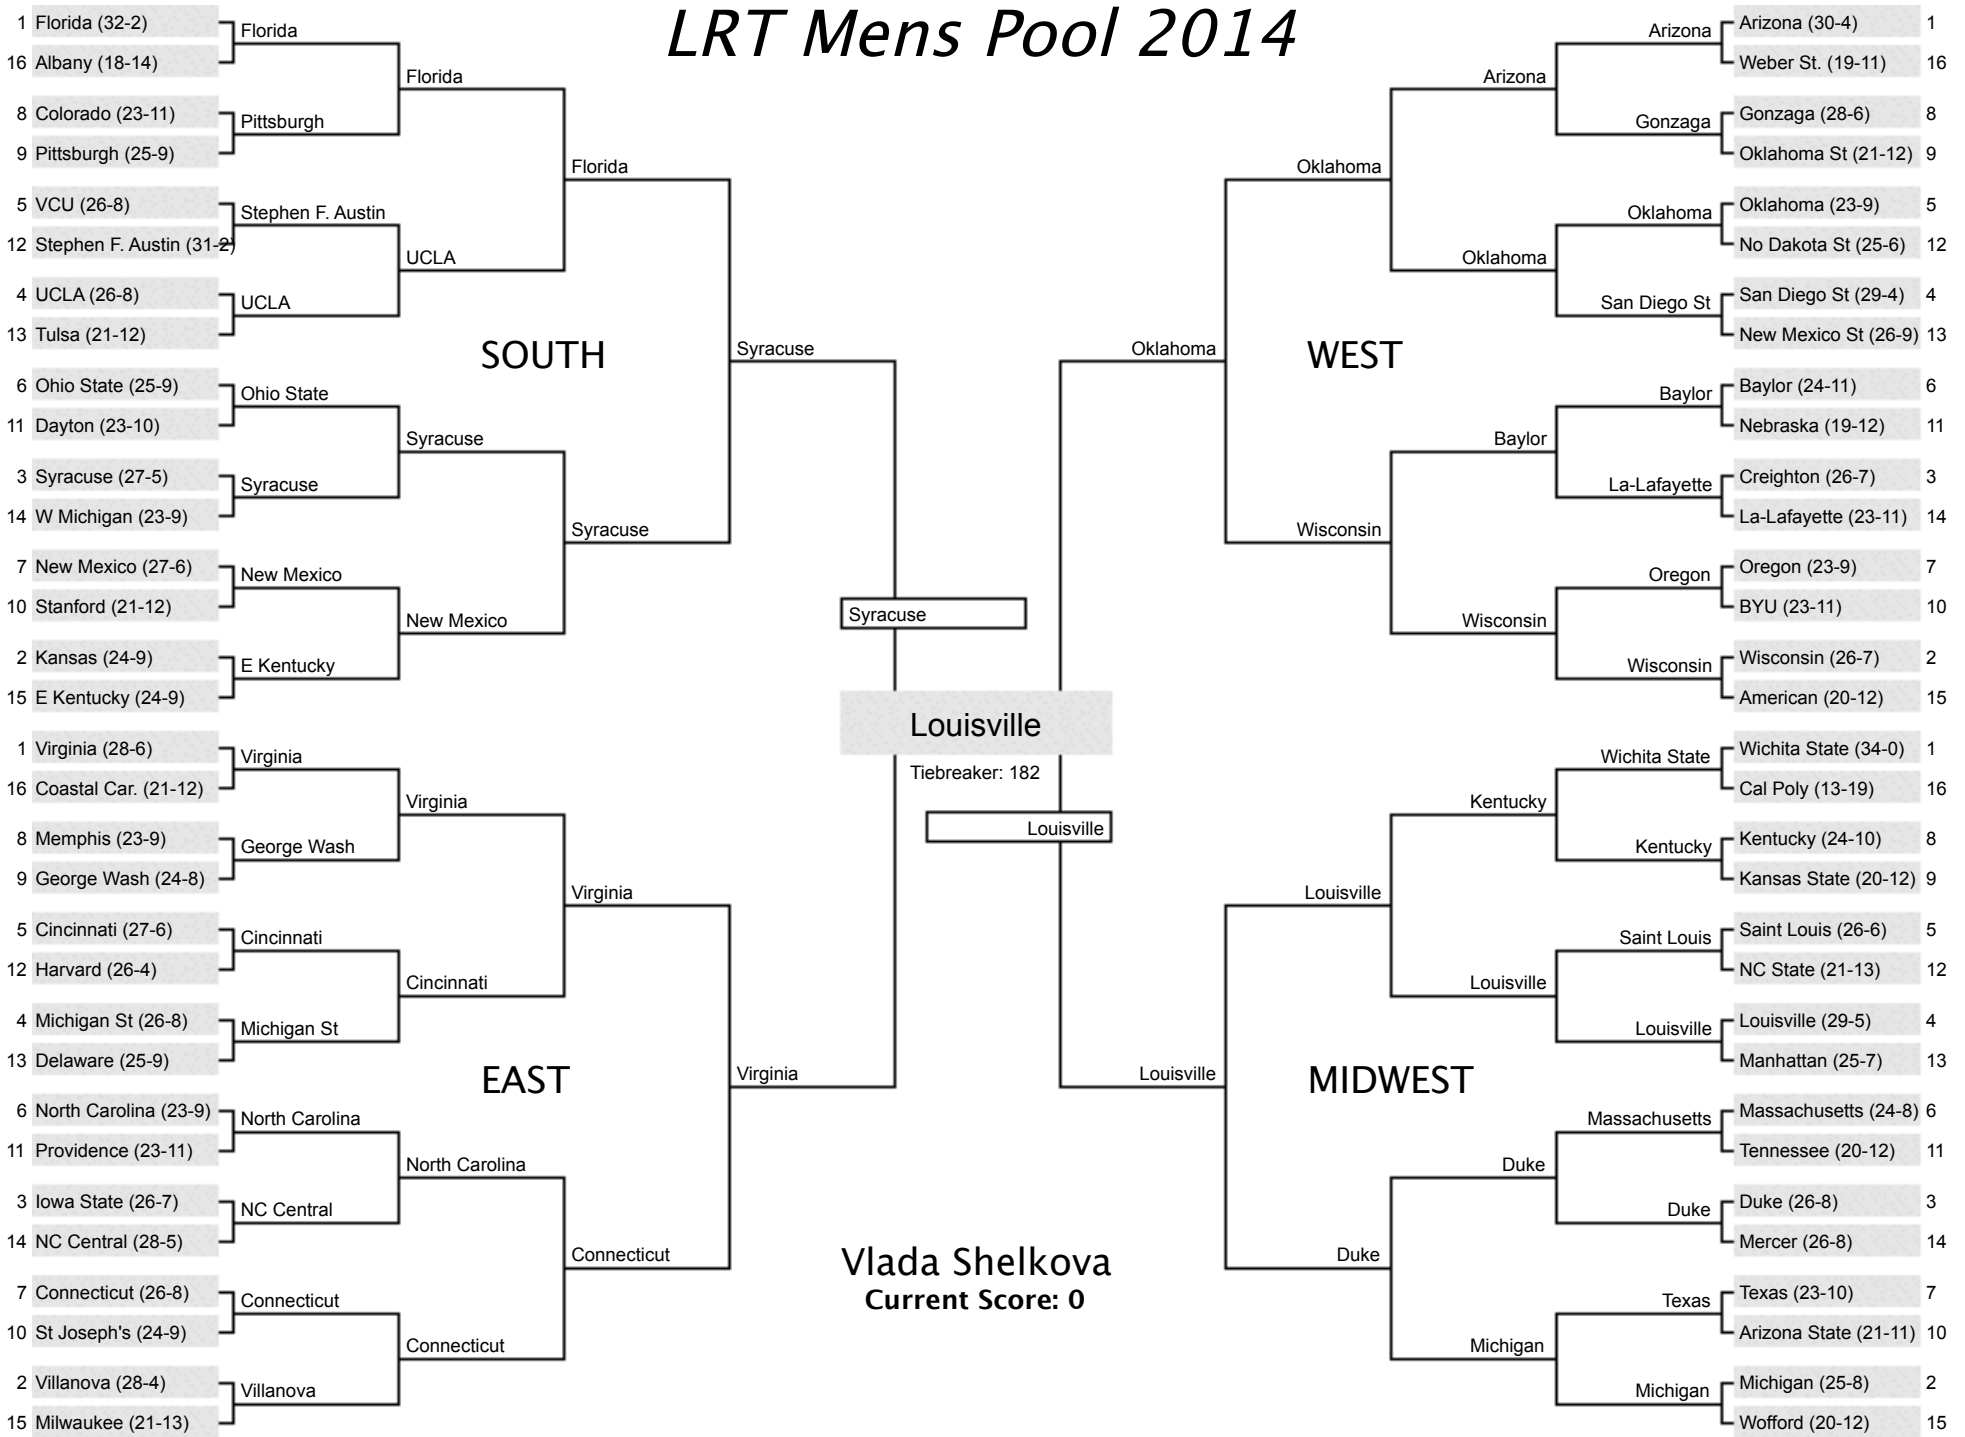 LRT Mens Pool 2014
1 Florida (32-2)
16 Albany (18-14)
8 Colorado (23-11)
9 Pittsburgh (25-9)
5 VCU (26-8)
12 Stephen F. Austin (31-2)
4 UCLA (26-8)
13 Tulsa (21-12)
6 Ohio State (25-9)
11 Dayton (23-10)
3 Syracuse (27-5)
14 W Michigan (23-9)
7 New Mexico (27-6)
10 Stanford (21-12)
2 Kansas (24-9)
15 E Kentucky (24-9)
Florida
Pittsburgh
Stephen F. Austin
UCLA
Ohio State
Syracuse
New Mexico
E Kentucky
Florida
UCLA
Syracuse
New Mexico
Florida
Syracuse
SOUTH
Syracuse
1 Virginia (28-6)
16 Coastal Car. (21-12)
8 Memphis (23-9)
9 George Wash (24-8)
5 Cincinnati (27-6)
12 Harvard (26-4)
4 Michigan St (26-8)
13 Delaware (25-9)
6 North Carolina (23-9)
11 Providence (23-11)
3 Iowa State (26-7)
14 NC Central (28-5)
7 Connecticut (26-8)
10 St Joseph's (24-9)
2 Villanova (28-4)
15 Milwaukee (21-13)
Virginia
George Wash
Cincinnati
Michigan St
North Carolina
NC Central
Connecticut
Villanova
Virginia
Cincinnati
North Carolina
Connecticut
Virginia
Connecticut
EAST
Virginia
Syracuse
Louisville
Tiebreaker: 182
Louisville
Vlada Shelkova
Current Score: 0
Oklahoma
WEST
Oklahoma
Wisconsin
Arizona
Oklahoma
Baylor
Wisconsin
Arizona
Gonzaga
Oklahoma
San Diego St
Baylor
La-Lafayette
Oregon
Wisconsin
Arizona (30-4) 1
Weber St. (19-11) 16
Gonzaga (28-6) 8
Oklahoma St (21-12) 9
Oklahoma (23-9) 5
No Dakota St (25-6) 12
San Diego St (29-4) 4
New Mexico St (26-9) 13
Baylor (24-11) 6
Nebraska (19-12) 11
Creighton (26-7) 3
La-Lafayette (23-11) 14
Oregon (23-9) 7
BYU (23-11) 10
Wisconsin (26-7) 2
American (20-12) 15
Louisville
MIDWEST
Louisville
Duke
Kentucky
Louisville
Duke
Michigan
Wichita State
Kentucky
Saint Louis
Louisville
Massachusetts
Duke
Texas
Michigan
Wichita State (34-0) 1
Cal Poly (13-19) 16
Kentucky (24-10) 8
Kansas State (20-12) 9
Saint Louis (26-6) 5
NC State (21-13) 12
Louisville (29-5) 4
Manhattan (25-7) 13
Massachusetts (24-8) 6
Tennessee (20-12) 11
Duke (26-8) 3
Mercer (26-8) 14
Texas (23-10) 7
Arizona State (21-11) 10
Michigan (25-8) 2
Wofford (20-12) 15